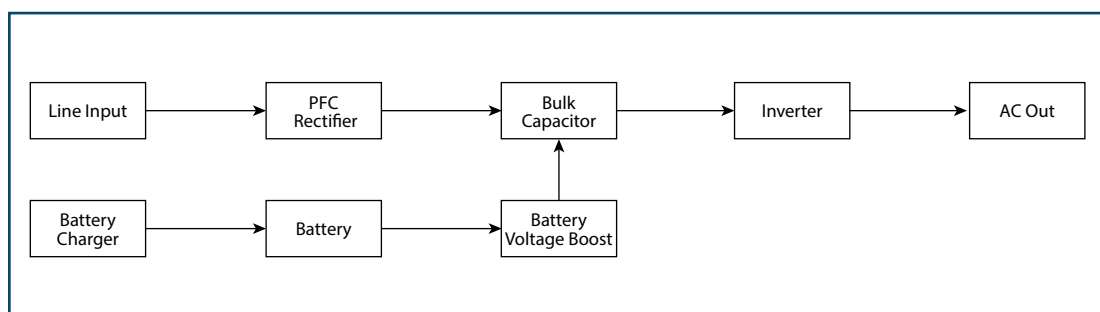 Line Input
PFC
Rectifier
Bulk
Capacitor
Inverter
AC Out
Battery
Charger
Battery
Battery
Voltage Boost